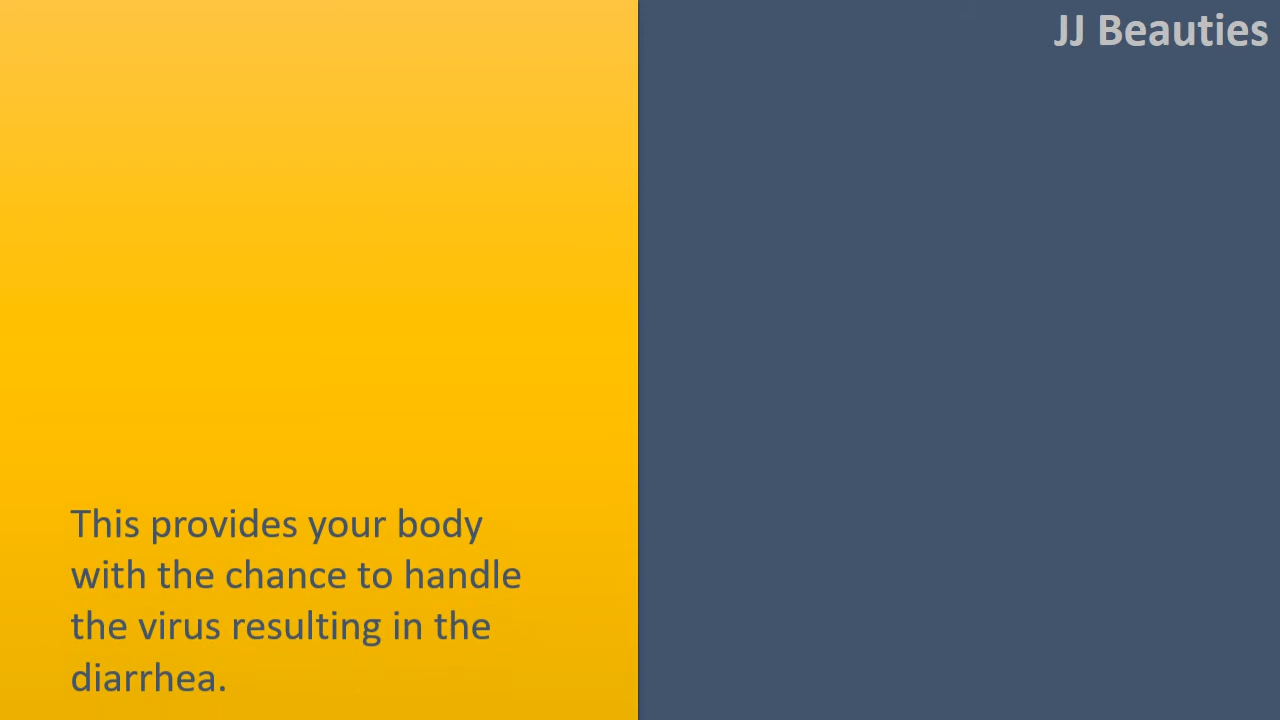 JJ Beauties
This provides your body
with the chance to handle
the virus resulting in the
diarrhea.